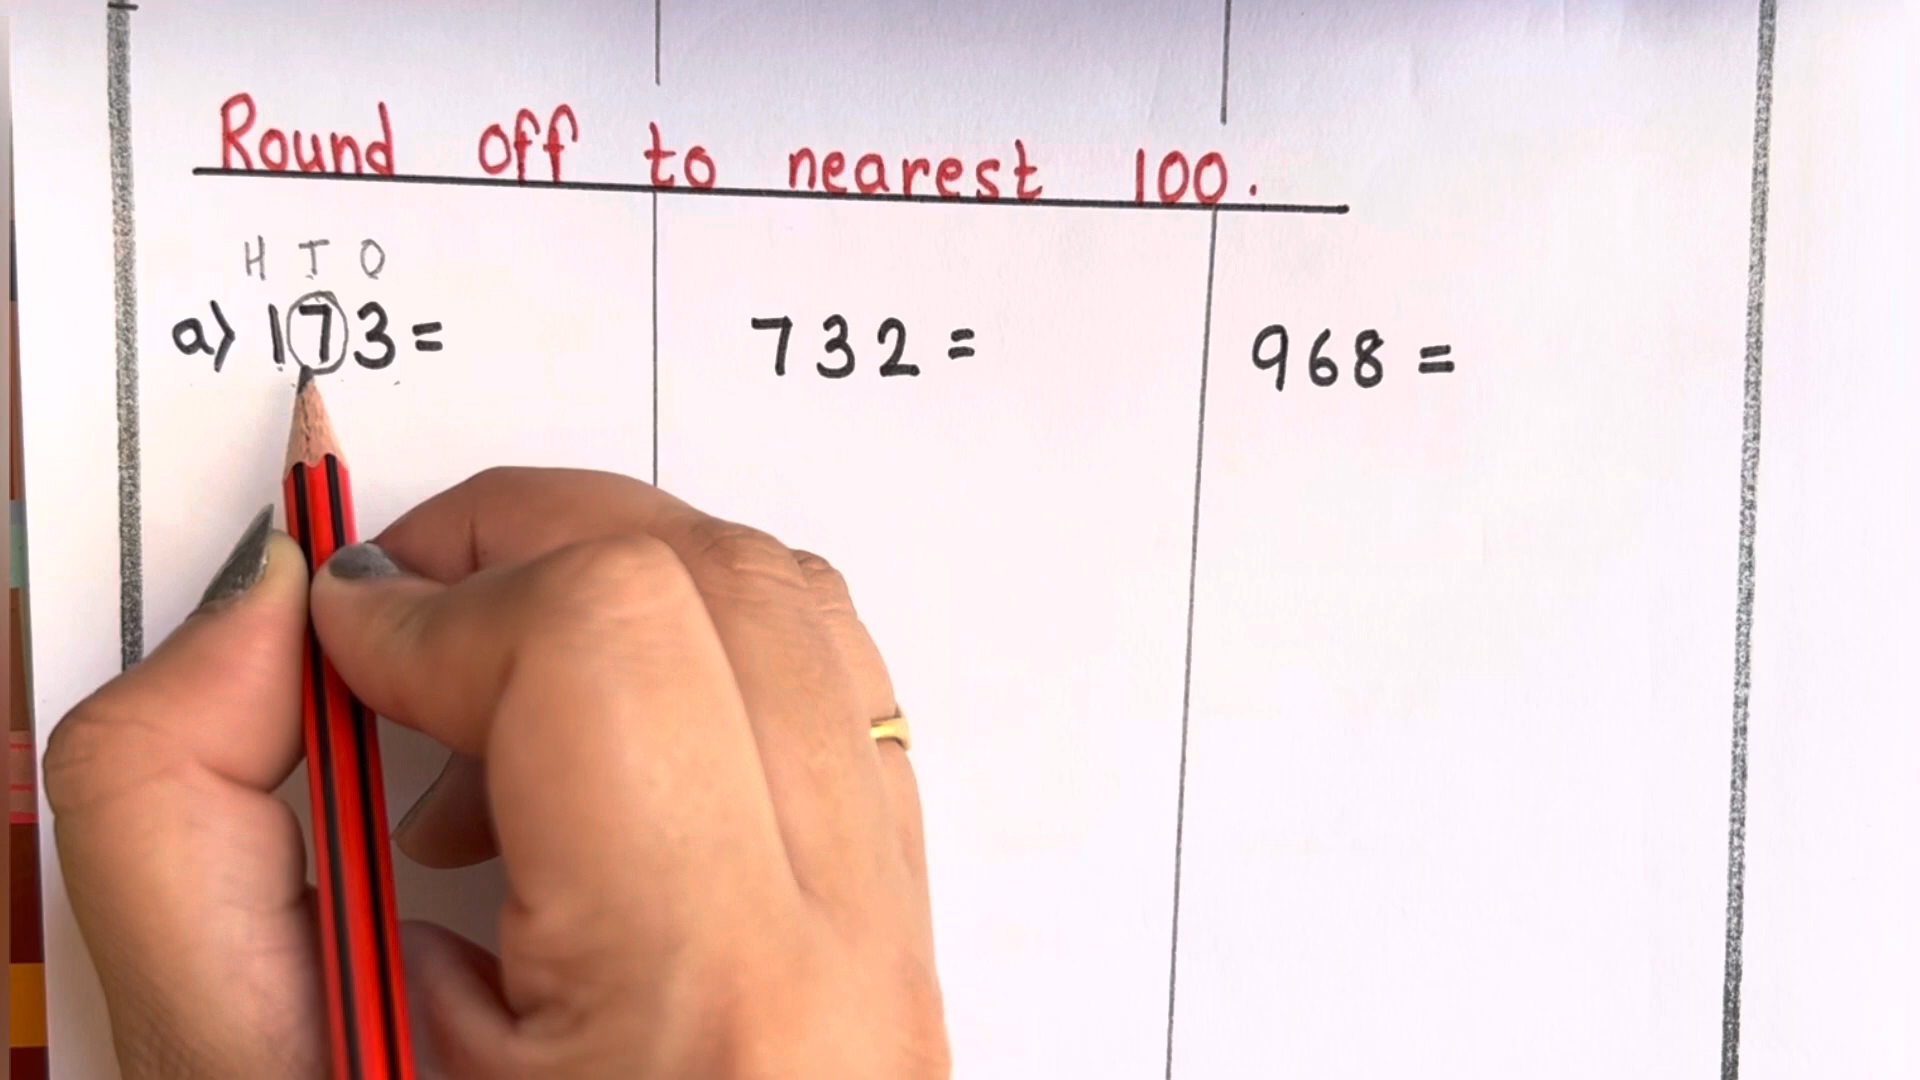 Round off to nearest 100.
H T O
a) 173=
732=
968=